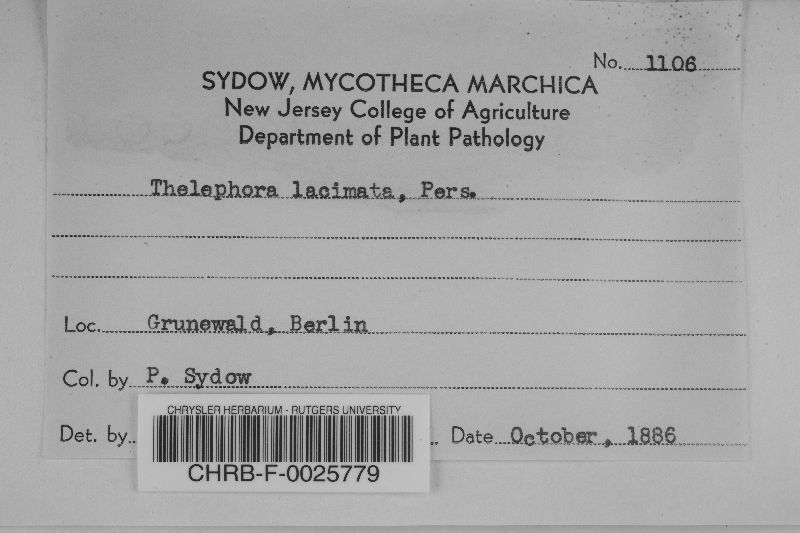 No. 1106
SYDOW, MYCOTHECA MARCHICA
New Jersey College of Agriculture
Department of Plant Pathology
Thelephora lacimata, Pers.
Loc. Grunewald, Berlin
Col. by P. Sydow
Det. by
Date October, 1886
CHRYSLER HERBARIUM - RUTGERS UNIVERSITY
CHRB-F-0025779